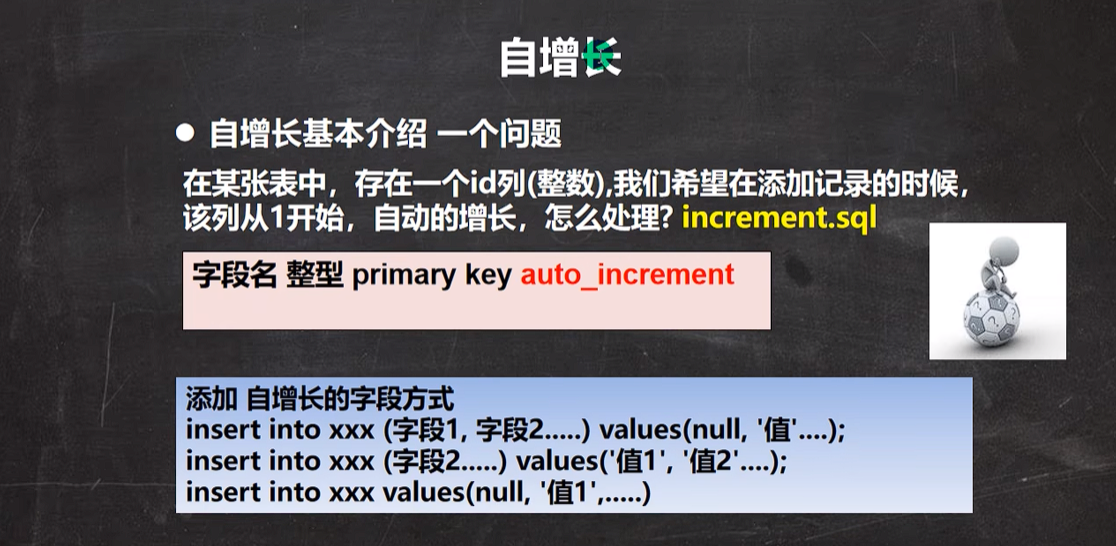 自增长
● 自增长基本介绍 一个问题
在某张表中，存在一个id列(整数),我们希望在添加记录的时候，
该列从1开始，自动的增长，怎么处理? increment.sql
字段名 整型 primary key auto_increment
添加 自增长的字段方式
insert into xxx (字段1, 字段2.....) values(null, '值'....);
insert into xxx (字段2.....) values('值1', '值2'....);
insert into xxx values(null, '值1',.....)